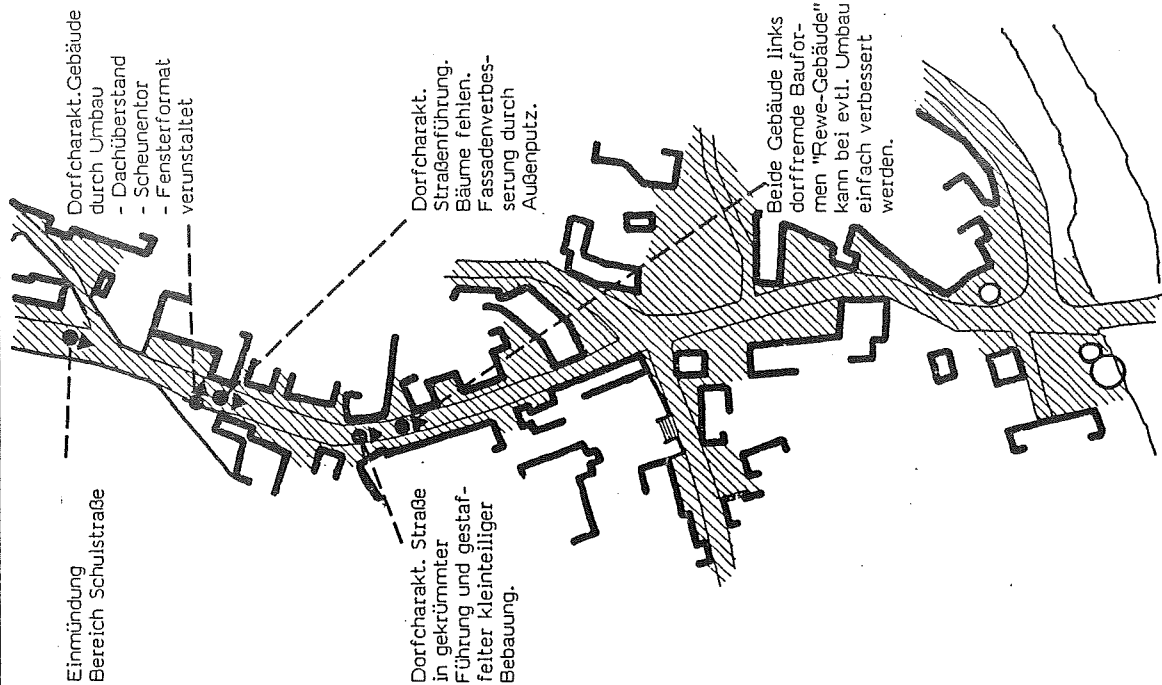 Einmündung
Bereich Schulstraße
Dorfcharakt.Gebäude
durch Umbau
- Dachüberstand
- Scheunentor
- Fensterformat
verunstaltet
Dorfcharakt. Straße
in gekrümmter
Führung und gestaf-
felter kleinteiliger
Bebauung.
Dorfcharakt.
Straßenführung.
Bäume fehlen.
Fassadenverbes-
serung durch
Außenputz.
Beide Gebäude links
dorffremde Baufor-
men "Rewe-Gebäude"
kann bei evtl. Umbau
einfach verbessert
werden.